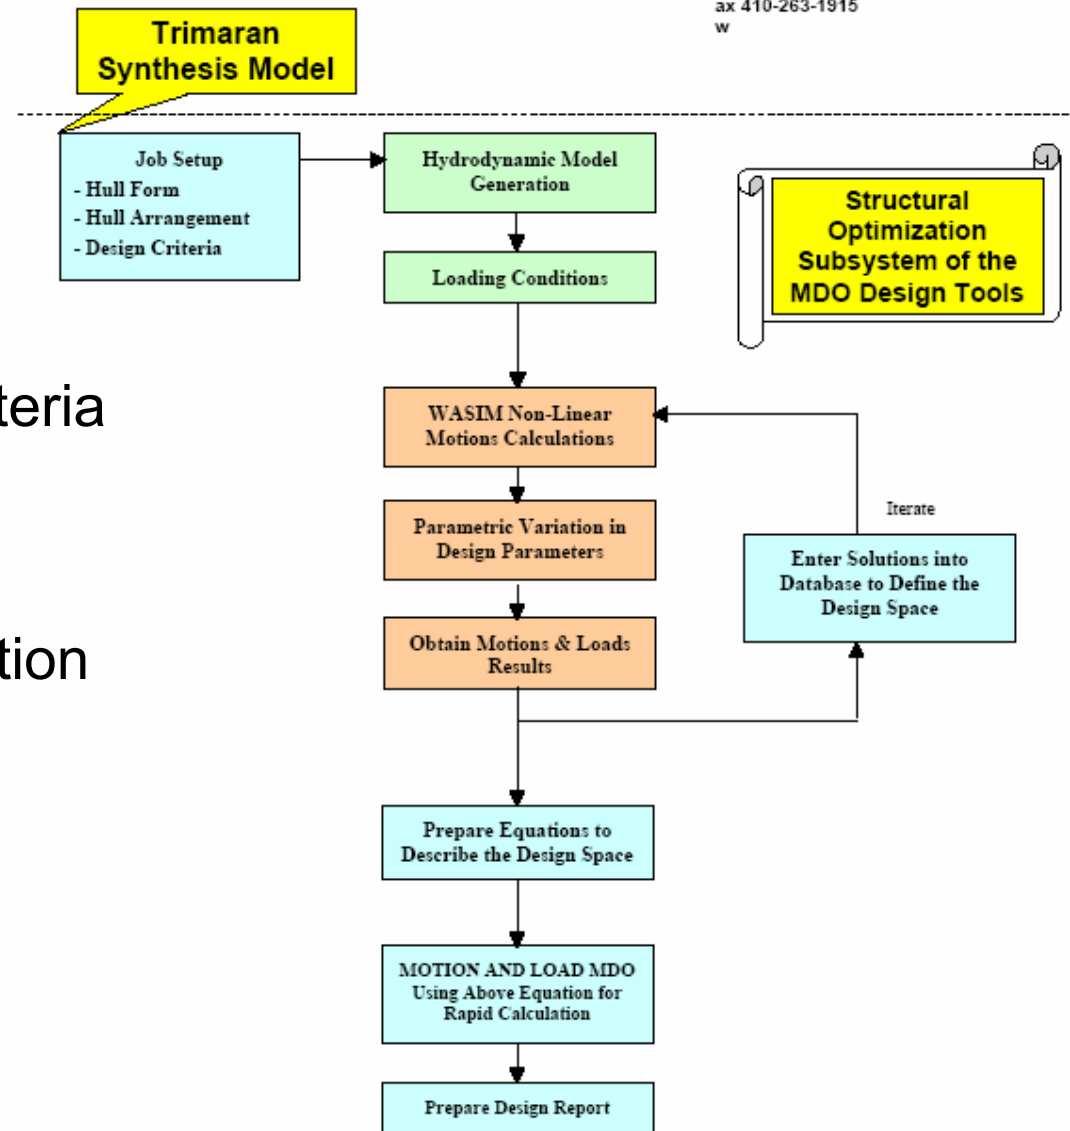 ax 410-263-1915
w
Trimaran
Synthesis Model
Job Setup
- Hull Form
- Hull Arrangement
- Design Criteria
Hydrodynamic Model
Generation
Structural
Optimization
Subsystem of the
MDO Design Tools
Loading Conditions
teria
WASIM Non-Linear
Motions Calculations
Iterate
Parametric Variation in
Design Parameters
Enter Solutions into
Database to Define the
Design Space
tion
Obtain Motions & Loads
Results
Prepare Equations to
Describe the Design Space
MOTION AND LOAD MDO
Using Above Equation for
Rapid Calculation
Prepare Design Report